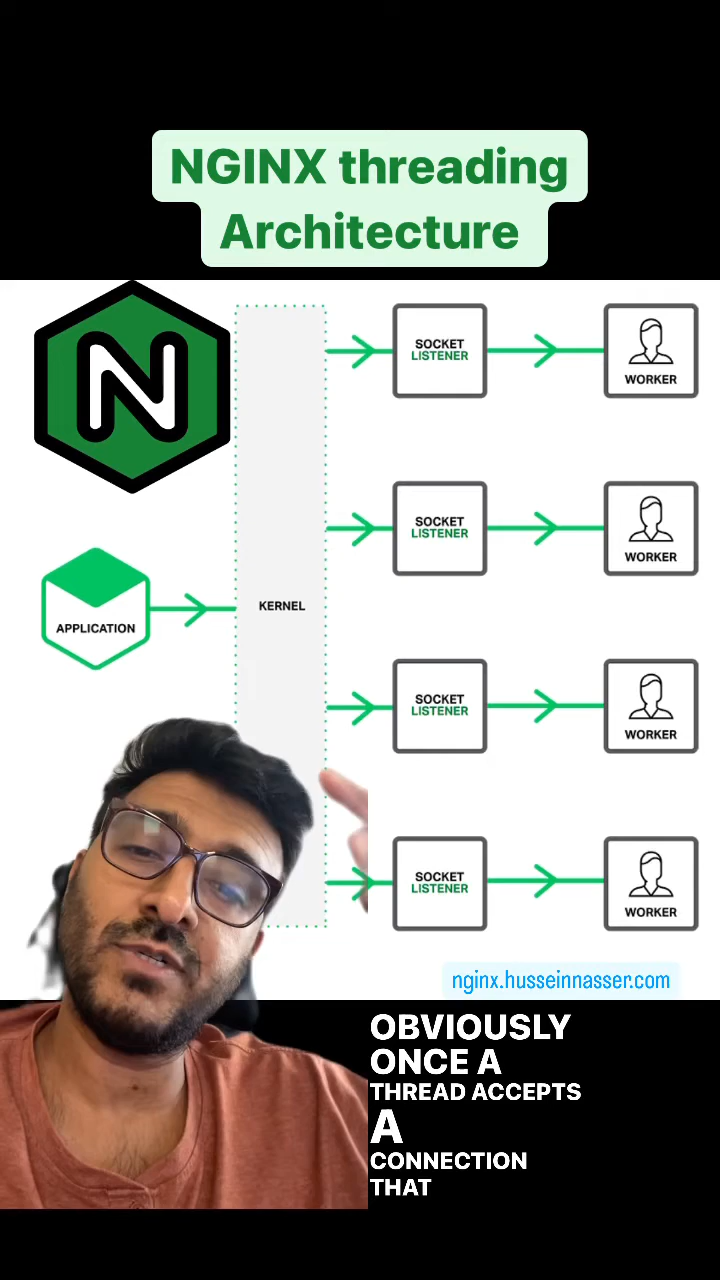 NGINX threading
Architecture
N
SOCKET
LISTENER
WORKER
SOCKET
LISTENER
WORKER
APPLICATION
KERNEL
SOCKET
LISTENER
WORKER
SOCKET
LISTENER
WORKER
nginx.husseinnasser.com
OBVIOUSLY
ONCE A
THREAD ACCEPTS
A
CONNECTION
THAT